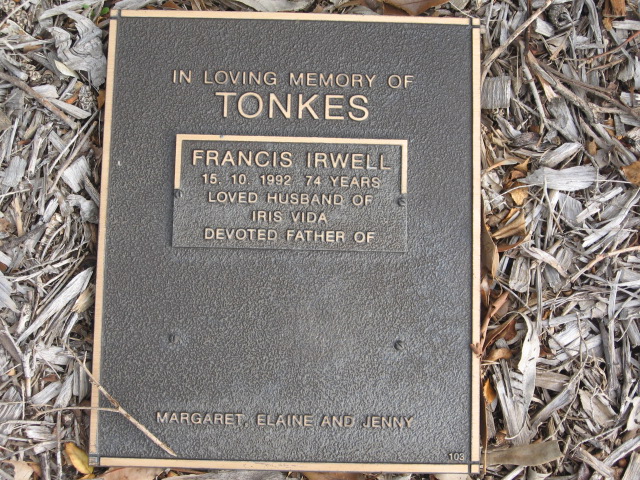 IN LOVING MEMORY OF
TONKES
FRANCIS IRWELL
15. 10. 1992 74 YEARS
LOVED HUSBAND OF
IRIS VIDA
DEVOTED FATHER OF
MARGARET, ELAINE AND JENNY
103